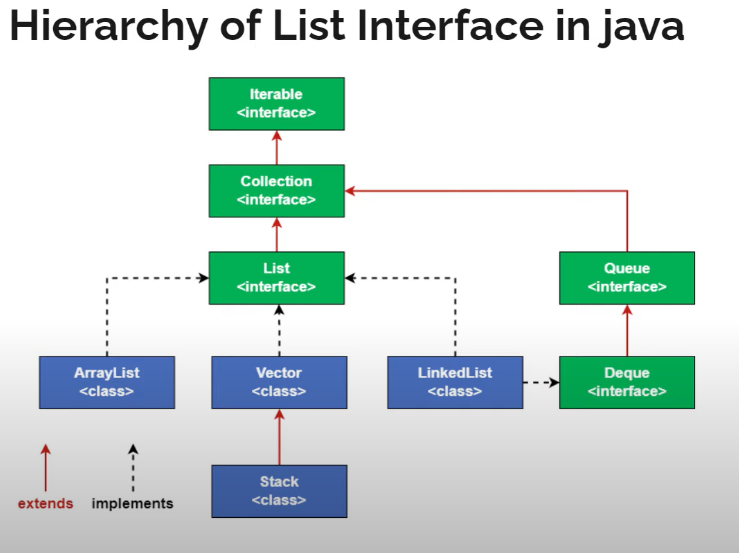 Hierarchy of List Interface in java
Iterable
<interface>
Collection
<interface>
List
<interface>
Queue
<interface>
ArrayList
<class>
Vector
<class>
LinkedList
<class>
Deque
<interface>
Stack
<class>
extends
implements